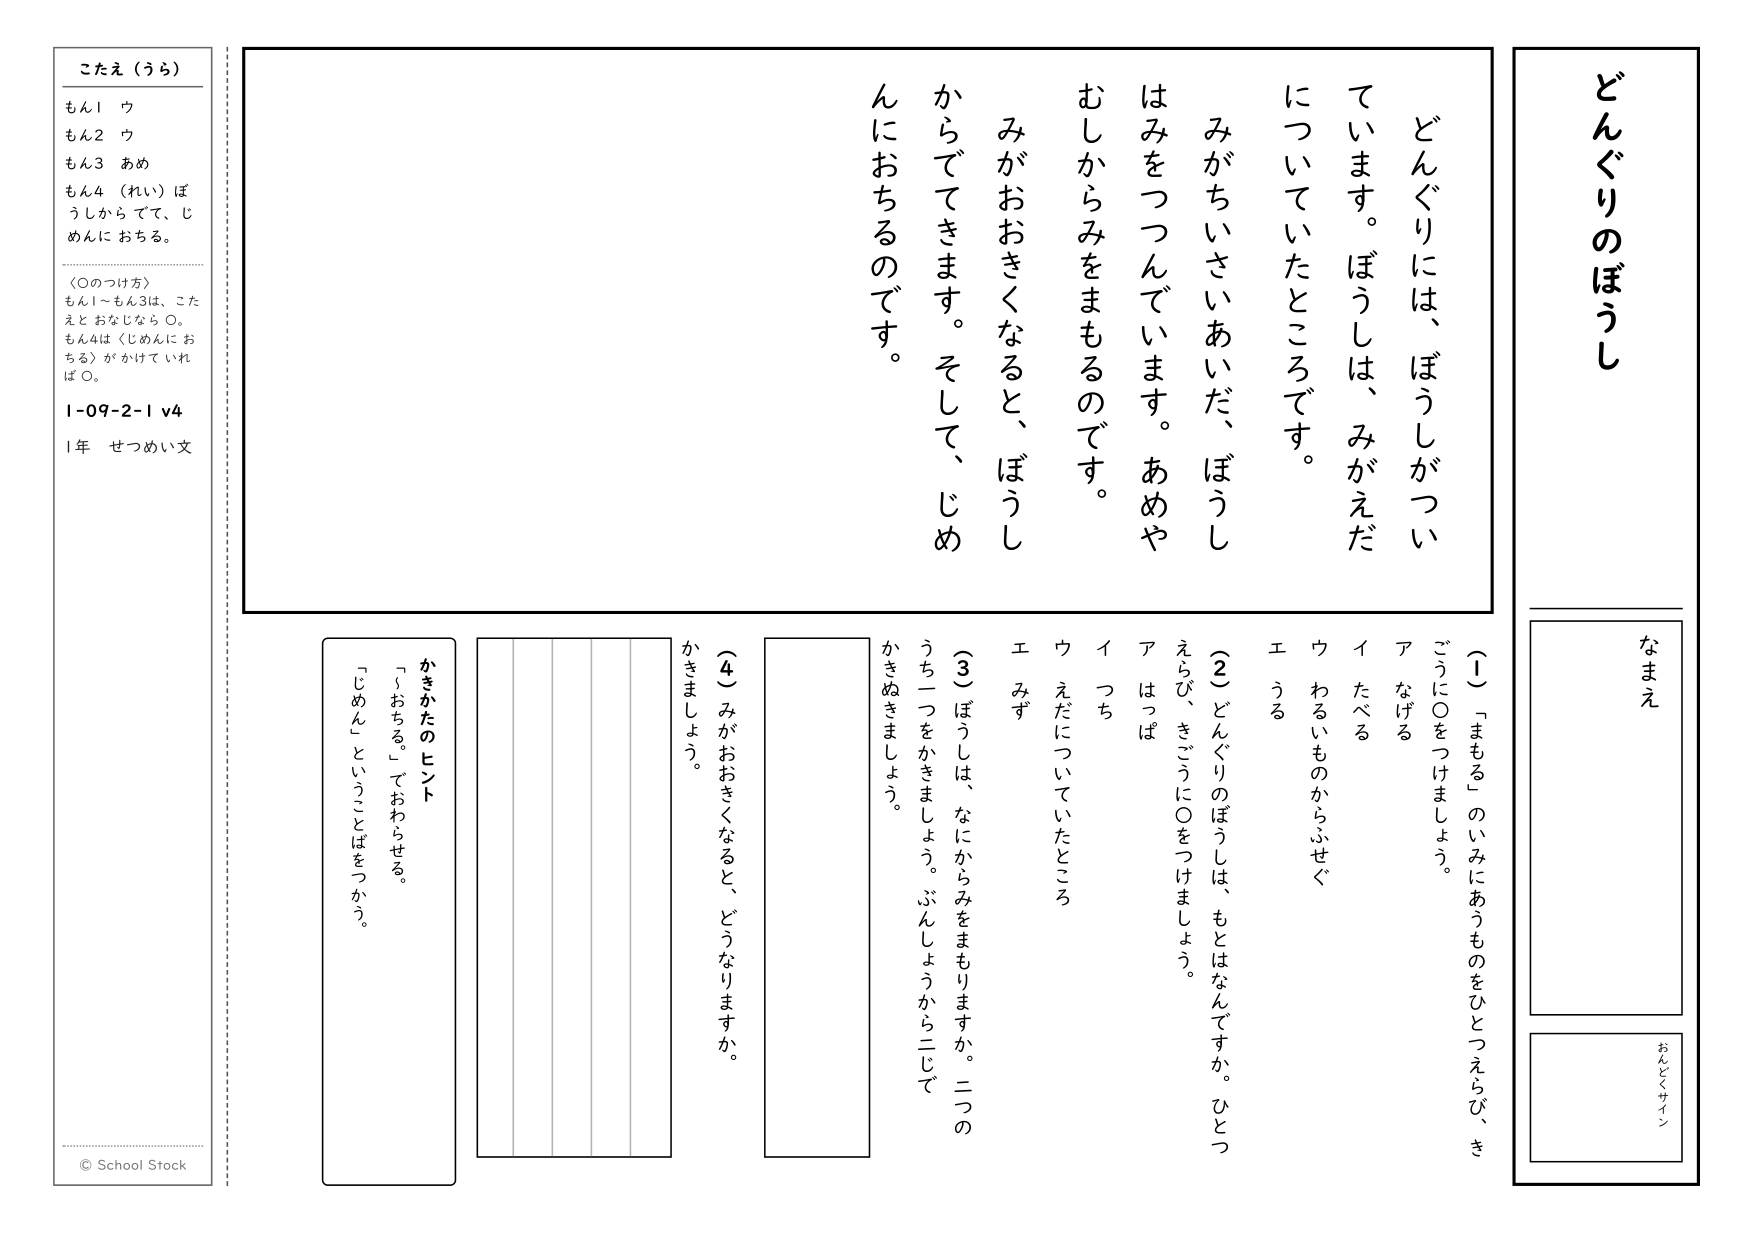 どんぐりのぼうし
なまえ
おんどくサイン
どんぐりには、ぼうしがつい
ています。ぼうしは、みがえだ
についていたところです。
みがちいさいあいだ、ぼうし
はみをつつんでいます。あめや
むしからみをまもるのです。
みがおおきくなると、ぼうし
からでてきます。そして、じめ
んにおちるのです。
(1)「まもる」のいみにあうものをひとつえらび、き
ごうに〇をつけましょう。
ア なげる
イ たべる
ウ わるいものからふせぐ
エ うる
(2)どんぐりのぼうしは、もとはなんですか。ひとつ
えらび、きごうに〇をつけましょう。
ア はっぱ
イ つち
ウ えだについていたところ
エ みず
(3)ぼうしは、なにからみをまもりますか。二つの
うち一つをかきましょう。ぶんしょうから二じで
かきぬきましょう。
(4)みがおおきくなると、どうなりますか。
かきましょう。
かきかたの ヒント
「〜おちる。」でおわらせる。
「じめん」ということばをつかう。
こたえ(うら)
もん1 ウ
もん2 ウ
もん3 あめ
もん4 (れい)ぼ
うしから でて、じ
めんに おちる。
〈〇のつけ方〉
もん1〜もん3は、こた
えと おなじなら 〇。
もん4は〈じめんに お
ちる〉が かけて いれ
ば 〇。
1-09-2-1 v4
1年 せつめい文
© School Stock